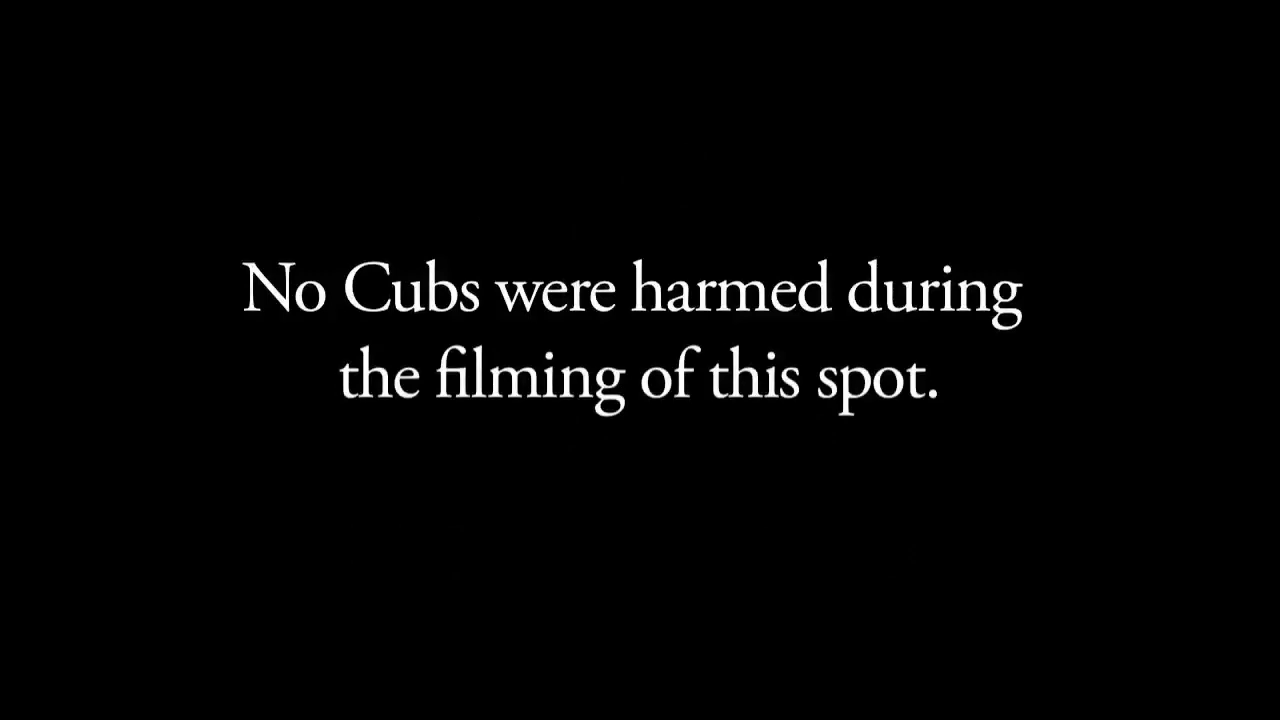 No Cubs were harmed during
the filming of this spot.